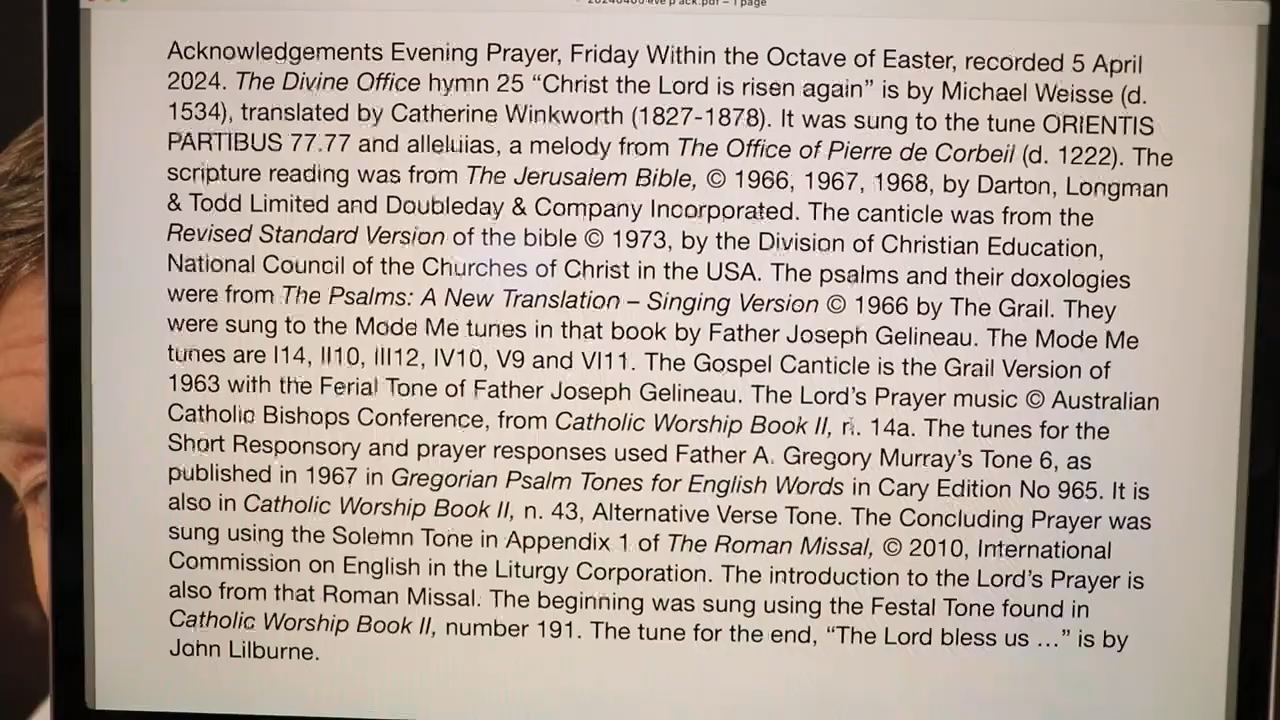 Acknowledgements Evening Prayer, Friday Within the Octave of Easter, recorded 5 April
2024. The Divine Office hymn 25 “Christ the Lord is risen again” is by Michael Weisse (d.
1534), translated by Catherine Winkworth (1827-1878). It was sung to the tune ORIENTIS
PARTIBUS 77.77 and alleluias, a melody from The Office of Pierre de Corbeil (d. 1222). The
scripture reading was from The Jerusalem Bible, © 1966, 1967, 1968, by Darton, Longman
& Todd Limited and Doubleday & Company Incorporated. The canticle was from the
Revised Standard Version of the bible © 1973, by the Division of Christian Education,
National Council of the Churches of Christ in the USA. The psalms and their doxologies
were from The Psalms: A New Translation – Singing Version © 1966 by The Grail. They
were sung to the Mode Me tunes in that book by Father Joseph Gelineau. The Mode Me
tunes are I14, II10, III12, IV10, V9 and VI11. The Gospel Canticle is the Grail Version of
1963 with the Ferial Tone of Father Joseph Gelineau. The Lord’s Prayer music © Australian
Catholic Bishops Conference, from Catholic Worship Book II, n. 14a. The tunes for the
Short Responsory and prayer responses used Father A. Gregory Murray’s Tone 6, as
published in 1967 in Gregorian Psalm Tones for English Words in Cary Edition No 965. It is
also in Catholic Worship Book II, n. 43, Alternative Verse Tone. The Concluding Prayer was
sung using the Solemn Tone in Appendix 1 of The Roman Missal, © 2010, International
Commission on English in the Liturgy Corporation. The introduction to the Lord’s Prayer is
also from that Roman Missal. The beginning was sung using the Festal Tone found in
Catholic Worship Book II, number 191. The tune for the end, “The Lord bless us …” is by
John Lilburne.